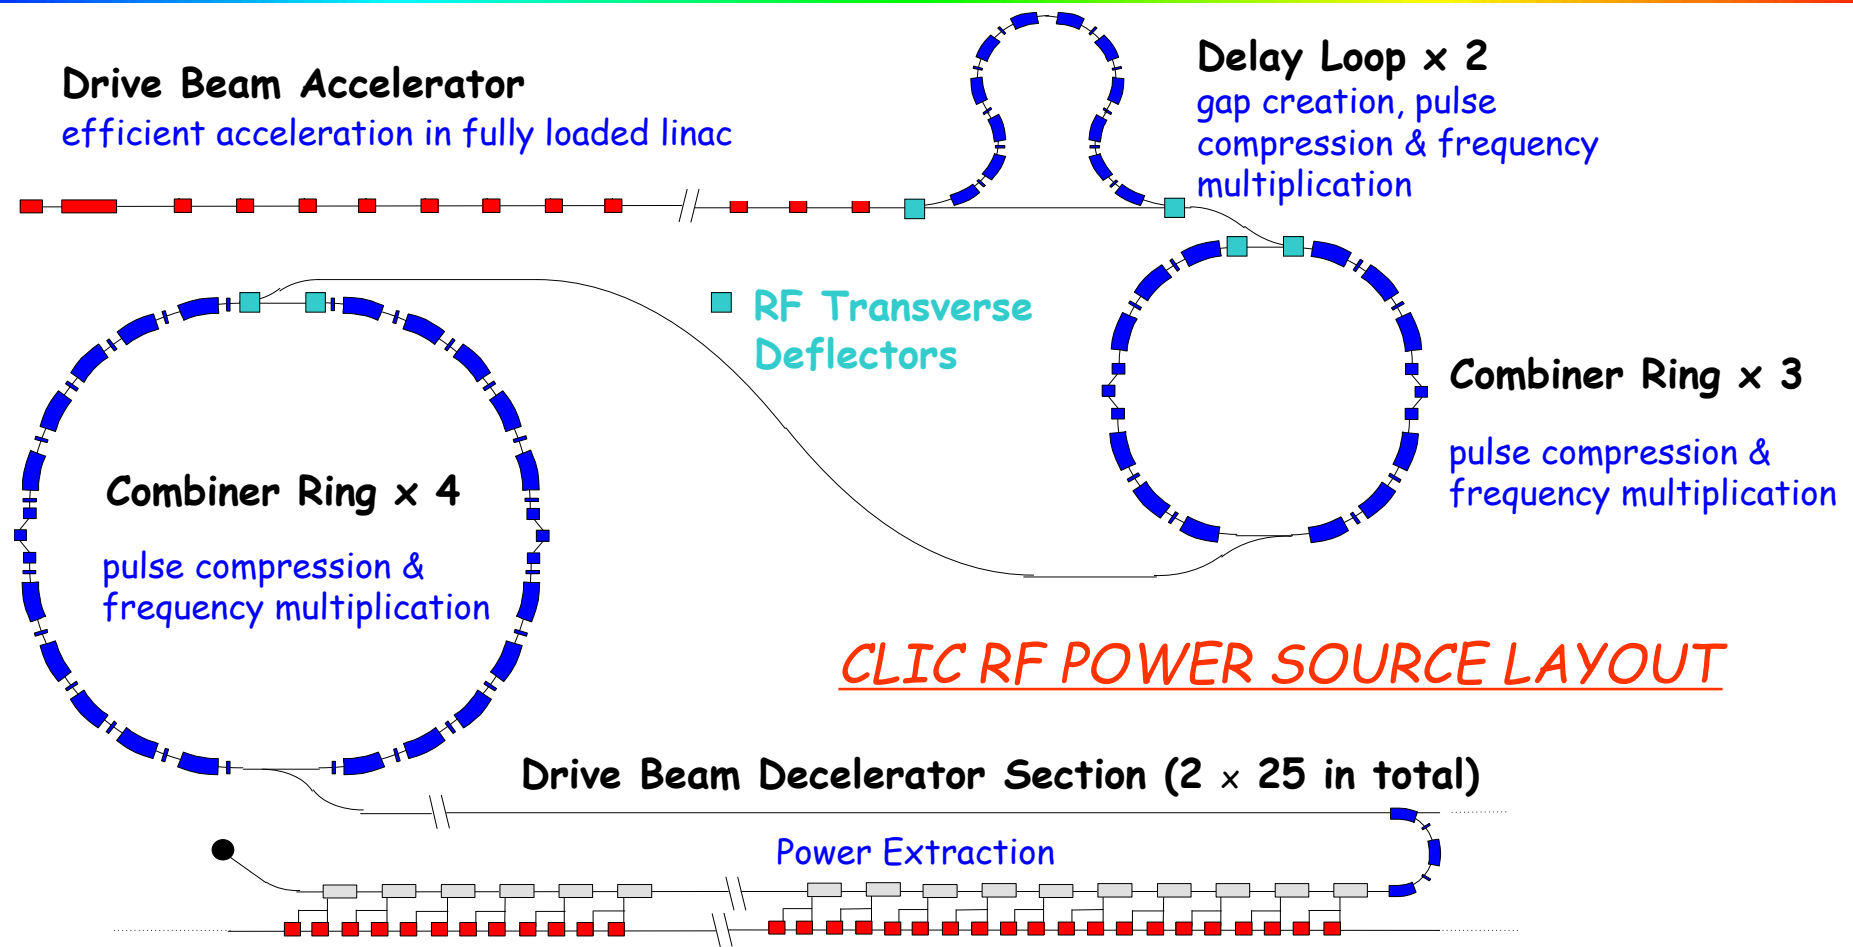 Drive Beam Accelerator
efficient acceleration in fully loaded linac
Delay Loop x 2
gap creation, pulse
compression & frequency
multiplication
RF Transverse
Deflectors
Combiner Ring x 3
pulse compression &
frequency multiplication
Combiner Ring x 4
pulse compression &
frequency multiplication
CLIC RF POWER SOURCE LAYOUT
Drive Beam Decelerator Section (2 x 25 in total)
Power Extraction